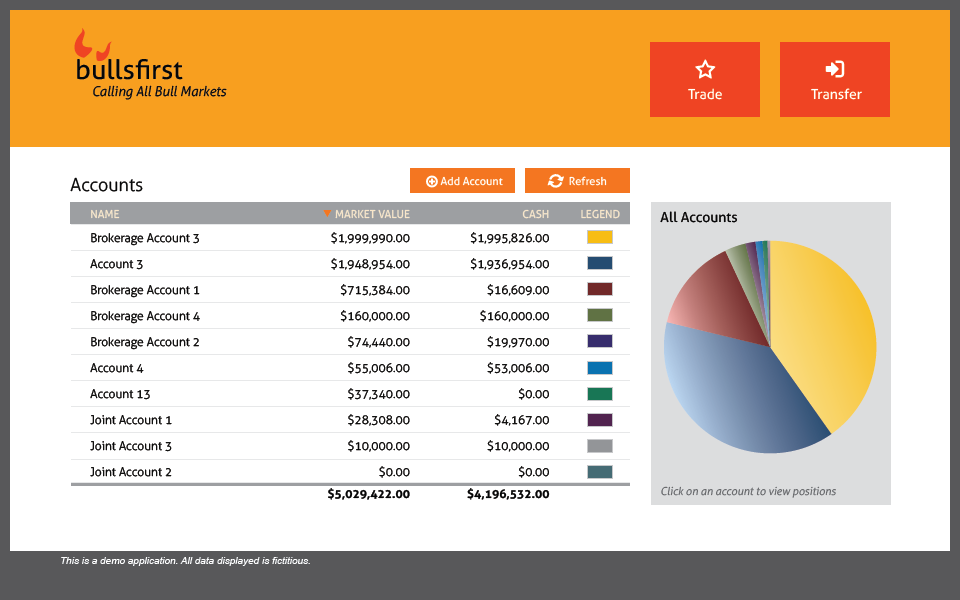 bullsfirst
Calling All Bull Markets
Trade
Transfer
Accounts
Add Account
Refresh
NAME MARKET VALUE CASH LEGEND
Brokerage Account 3 $1,999,990.00 $1,995,826.00
Account 3 $1,948,954.00 $1,936,954.00
Brokerage Account 1 $715,384.00 $16,609.00
Brokerage Account 4 $160,000.00 $160,000.00
Brokerage Account 2 $74,440.00 $19,970.00
Account 4 $55,006.00 $53,006.00
Account 13 $37,340.00 $0.00
Joint Account 1 $28,308.00 $4,167.00
Joint Account 3 $10,000.00 $10,000.00
Joint Account 2 $0.00 $0.00
$5,029,422.00 $4,196,532.00
All Accounts
Click on an account to view positions
This is a demo application. All data displayed is fictitious.